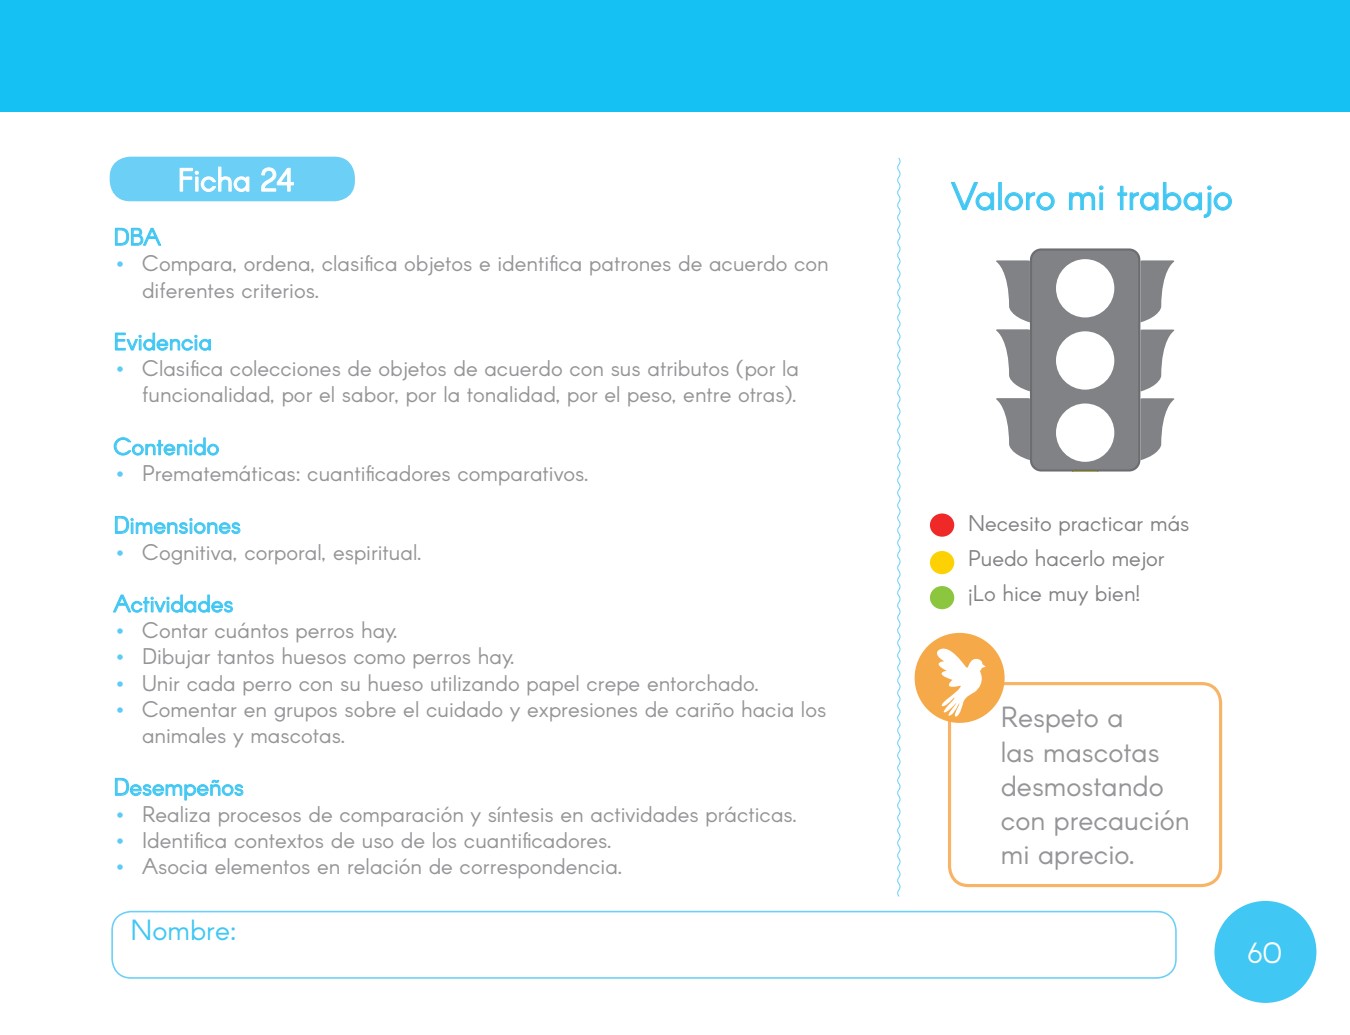 Ficha 24
DBA
• Compara, ordena, clasifica objetos e identifica patrones de acuerdo con
diferentes criterios.
Evidencia
• Clasifica colecciones de objetos de acuerdo con sus atributos (por la
funcionalidad, por el sabor, por la tonalidad, por el peso, entre otras).
Contenido
• Prematemáticas: cuantificadores comparativos.
Dimensiones
• Cognitiva, corporal, espiritual.
Actividades
• Contar cuántos perros hay.
• Dibujar tantos huesos como perros hay.
• Unir cada perro con su hueso utilizando papel crepe entorchado.
• Comentar en grupos sobre el cuidado y expresiones de cariño hacia los
animales y mascotas.
Desempeños
• Realiza procesos de comparación y síntesis en actividades prácticas.
• Identifica contextos de uso de los cuantificadores.
• Asocia elementos en relación de correspondencia.
Valoro mi trabajo
Necesito practicar más
Puedo hacerlo mejor
¡Lo hice muy bien!
Respeto a
las mascotas
desmostando
con precaución
mi aprecio.
Nombre:
60